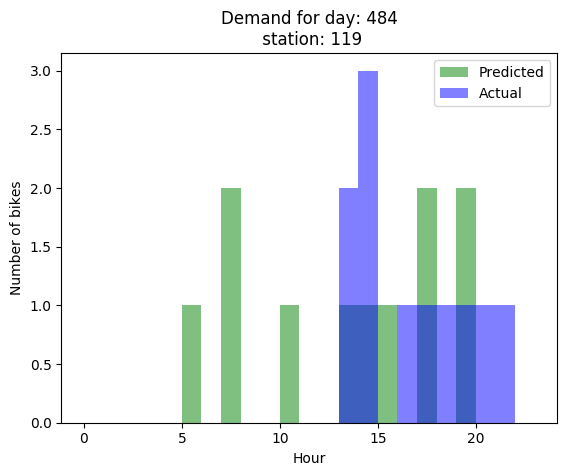 Demand for day: 484
station: 119
Predicted
Actual
3.0
2.5
2.0
1.5
1.0
0.5
0.0
Number of bikes
0
5
10
15
20
Hour